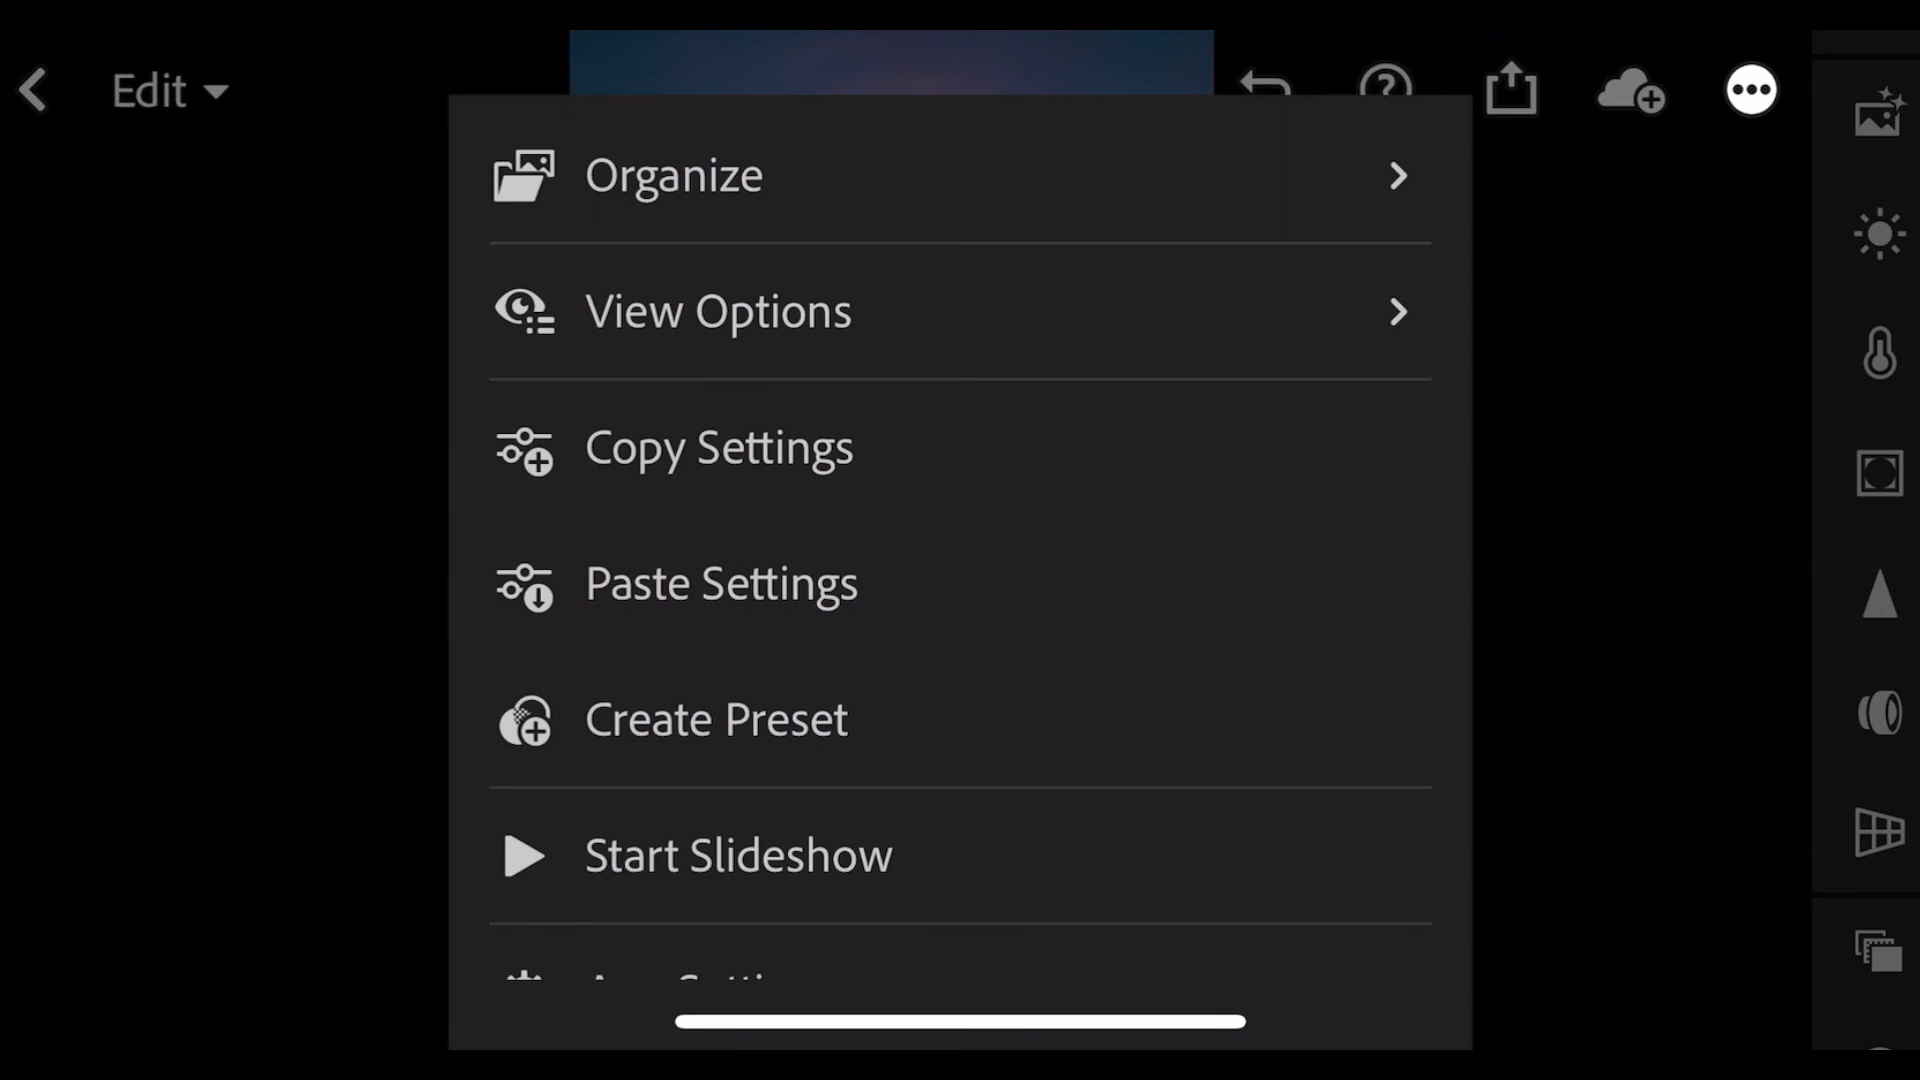 Edit
Organize
View Options
Copy Settings
Paste Settings
Create Preset
Start Slideshow